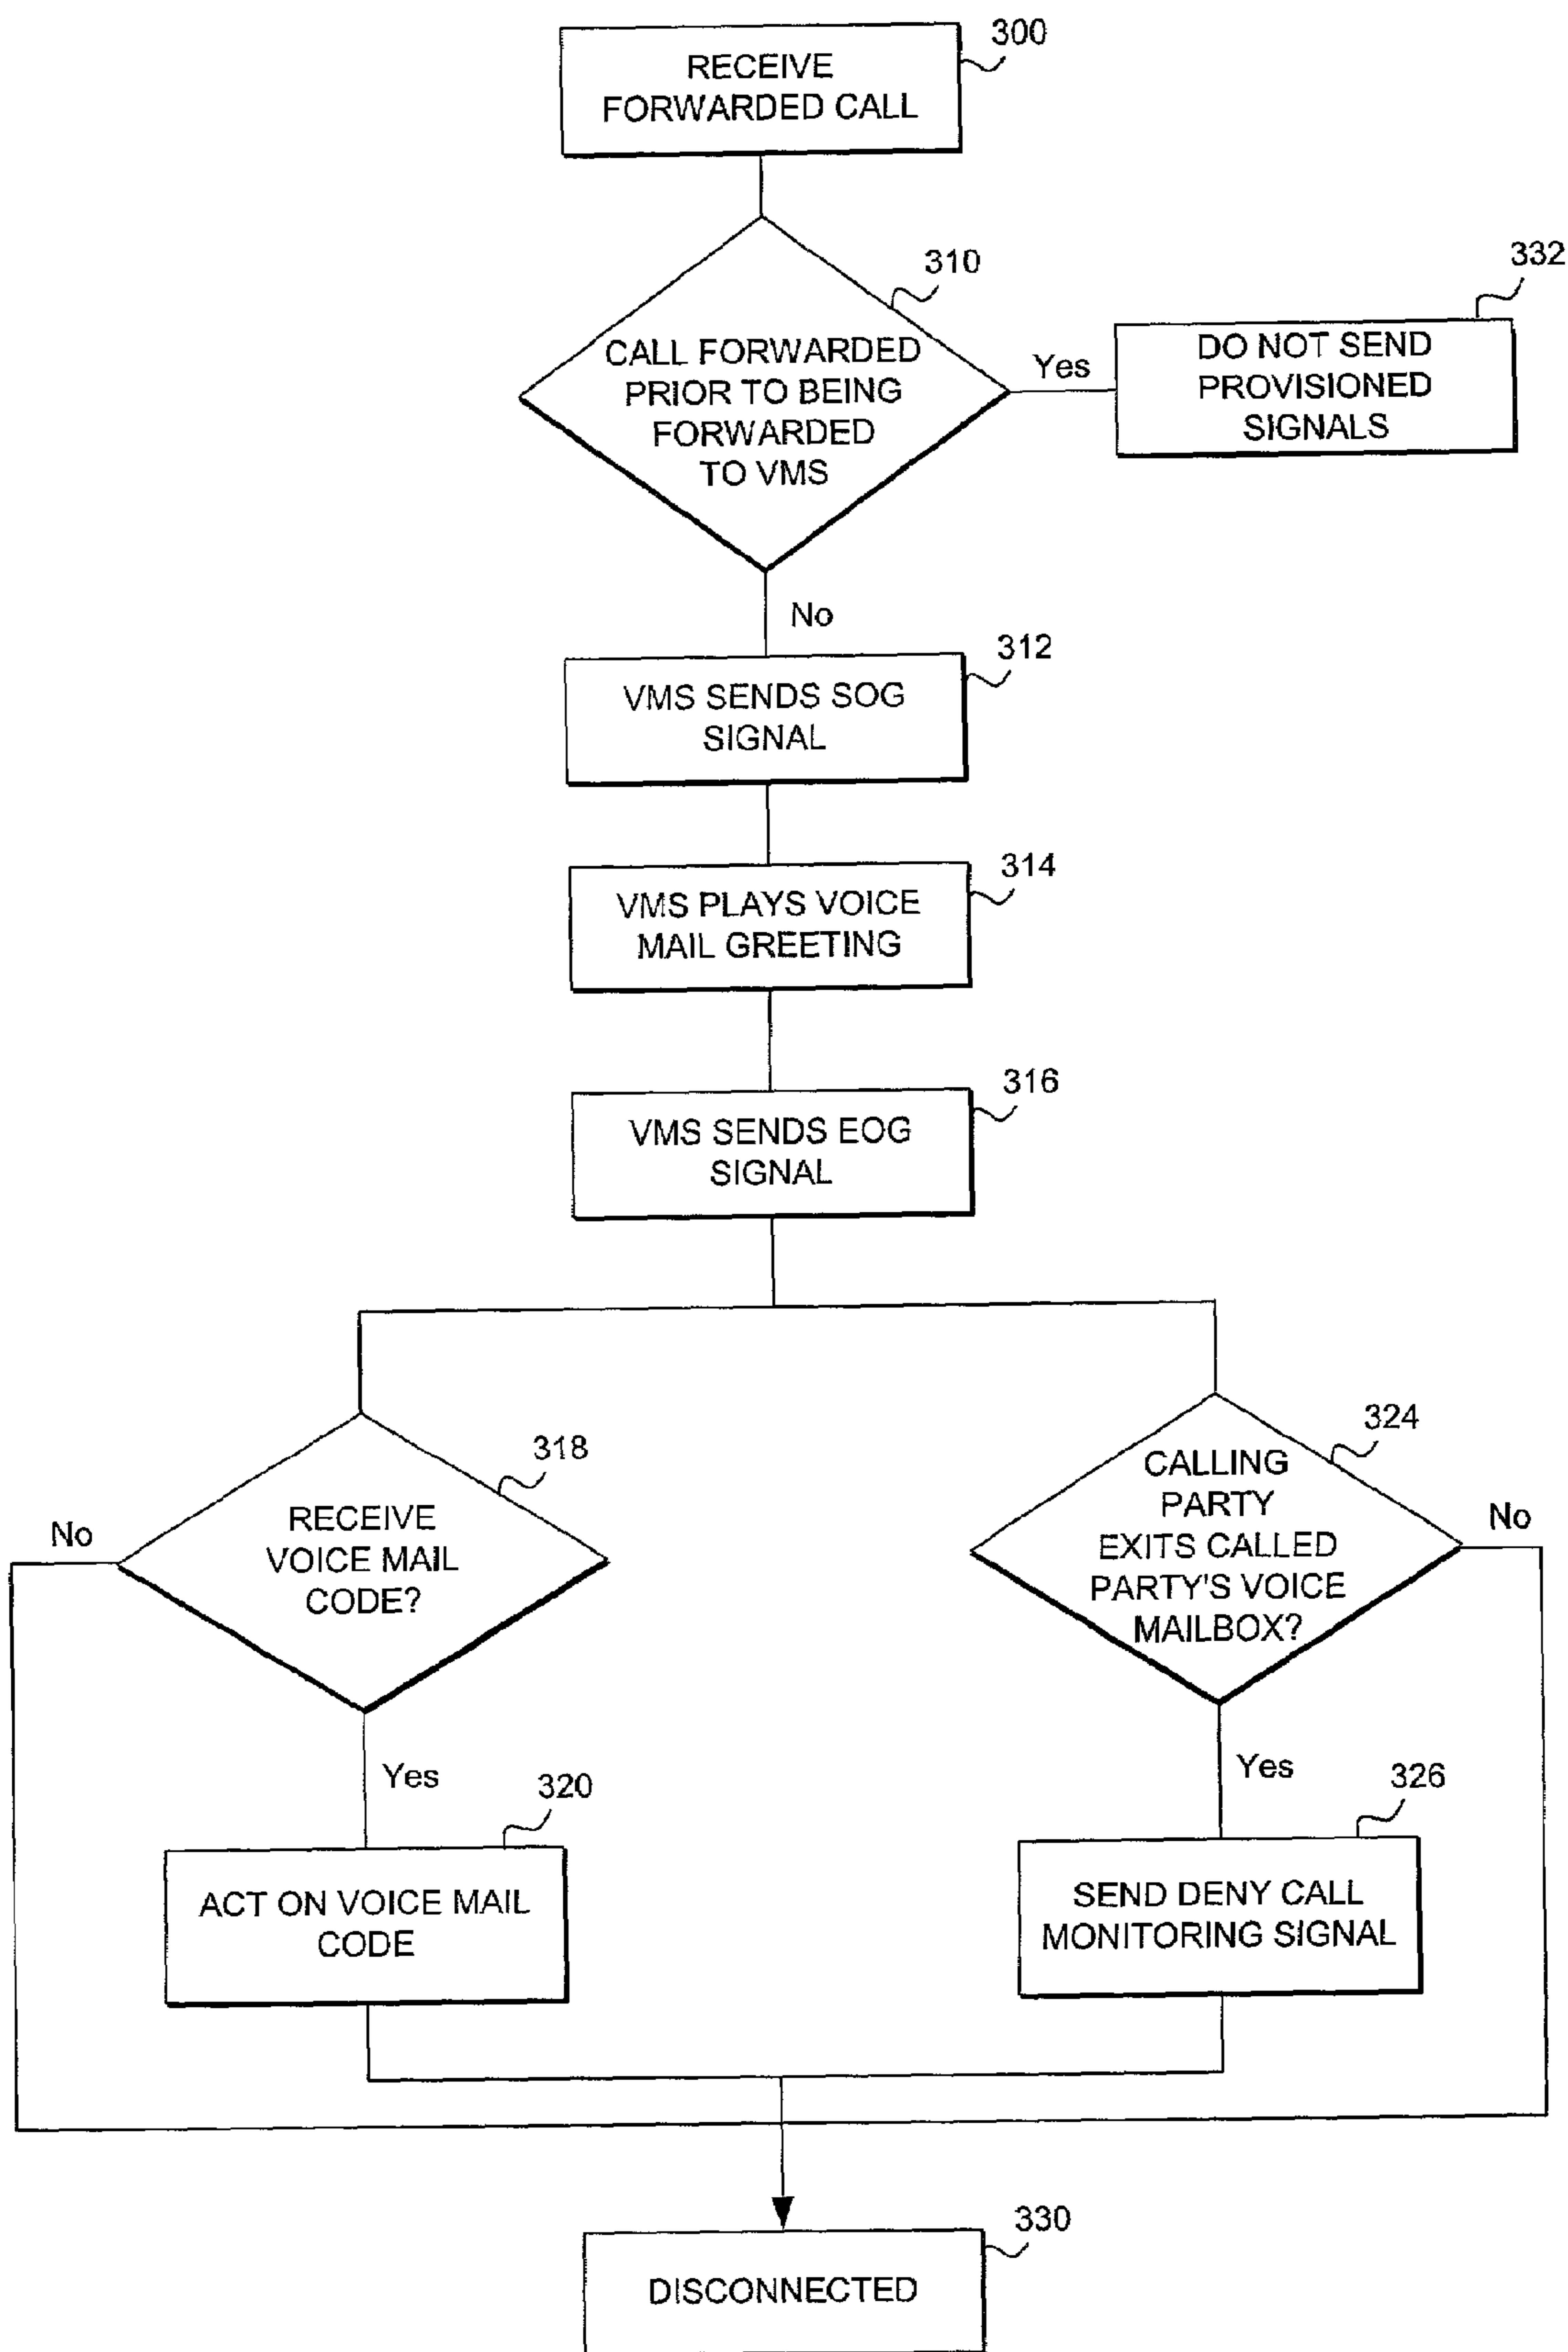 300
RECEIVE
FORWARDED CALL
310
332
CALL FORWARDED
PRIOR TO BEING
FORWARDED
TO VMS
Yes
DO NOT SEND
PROVISIONED
SIGNALS
No
312
VMS SENDS SOG
SIGNAL
314
VMS PLAYS VOICE
MAIL GREETING
316
VMS SENDS EOG
SIGNAL
318
RECEIVE
VOICE MAIL
CODE?
No
324
CALLING
PARTY
EXITS CALLED
PARTY'S VOICE
MAILBOX?
No
Yes
320
ACT ON VOICE MAIL
CODE
Yes
326
SEND DENY CALL
MONITORING SIGNAL
330
DISCONNECTED